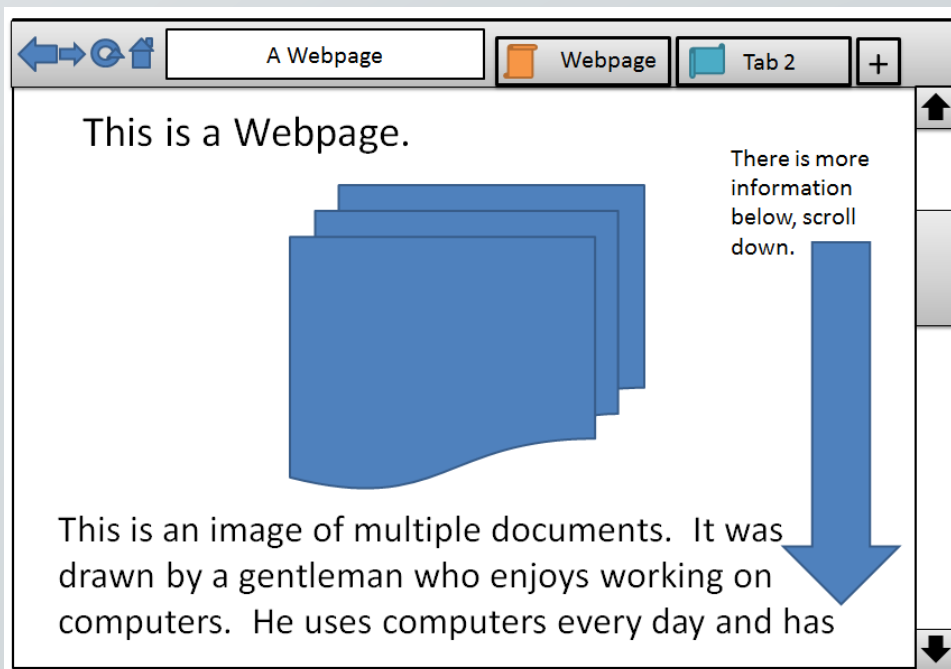 A Webpage
Webpage
Tab 2
+
This is a Webpage.
There is more
information
below, scroll
down.
This is an image of multiple documents.  It was
drawn by a gentleman who enjoys working on
computers.  He uses computers every day and has